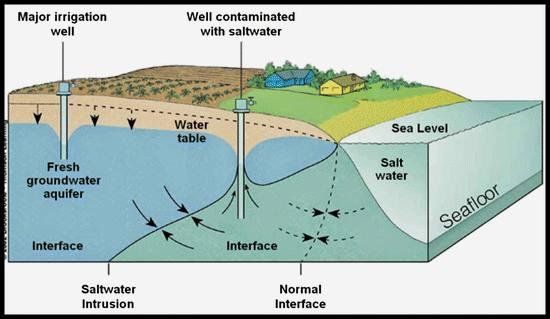 Major irrigation
well
Well contaminated
with saltwater
Water
table
Sea Level
Fresh
groundwater
aquifer
Salt
water
Seafloor
Interface
Interface
Saltwater
Intrusion
Normal
Interface